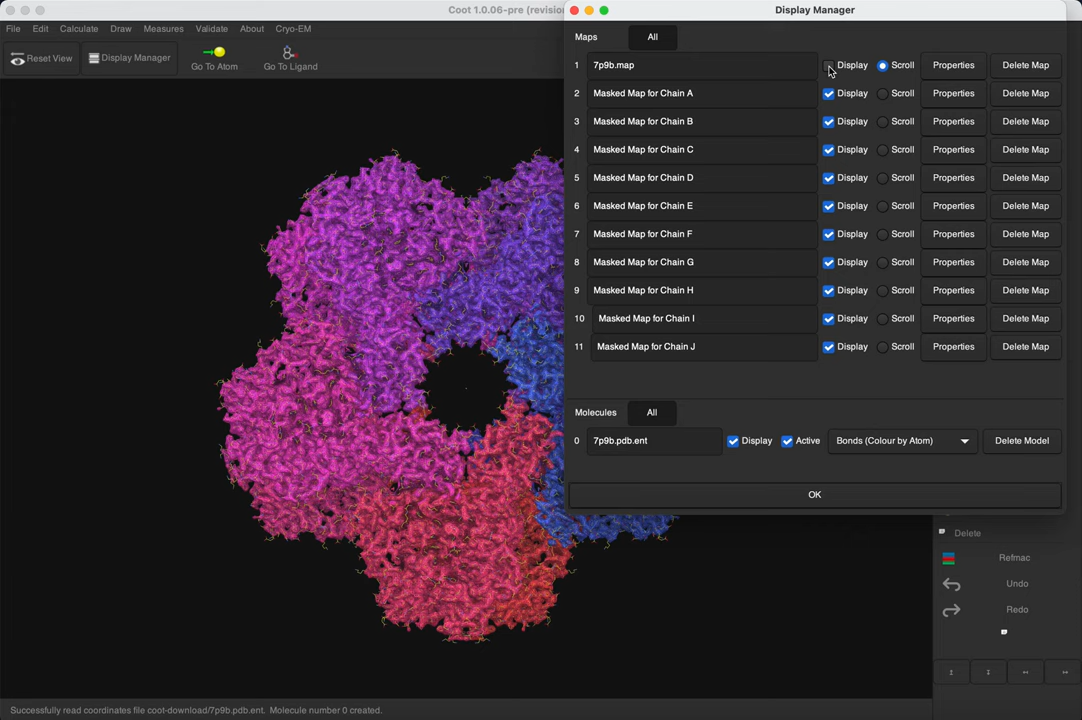 Coot 1.0.06-pre (revision
Display Manager
File Edit Calculate Draw Measures Validate About Cryo-EM
Reset View Display Manager Go To Atom Go To Ligand
Maps All
1 7p9b.map Display Scroll Properties Delete Map
2 Masked Map for Chain A Display Scroll Properties Delete Map
3 Masked Map for Chain B Display Scroll Properties Delete Map
4 Masked Map for Chain C Display Scroll Properties Delete Map
5 Masked Map for Chain D Display Scroll Properties Delete Map
6 Masked Map for Chain E Display Scroll Properties Delete Map
7 Masked Map for Chain F Display Scroll Properties Delete Map
8 Masked Map for Chain G Display Scroll Properties Delete Map
9 Masked Map for Chain H Display Scroll Properties Delete Map
10 Masked Map for Chain I Display Scroll Properties Delete Map
11 Masked Map for Chain J Display Scroll Properties Delete Map
Molecules All
0 7p9b.pdb.ent Display Active Bonds (Colour by Atom) Delete Model
OK
Delete
Refmac
Undo
Redo
Successfully read coordinates file coot-download/7p9b.pdb.ent. Molecule number 0 created.